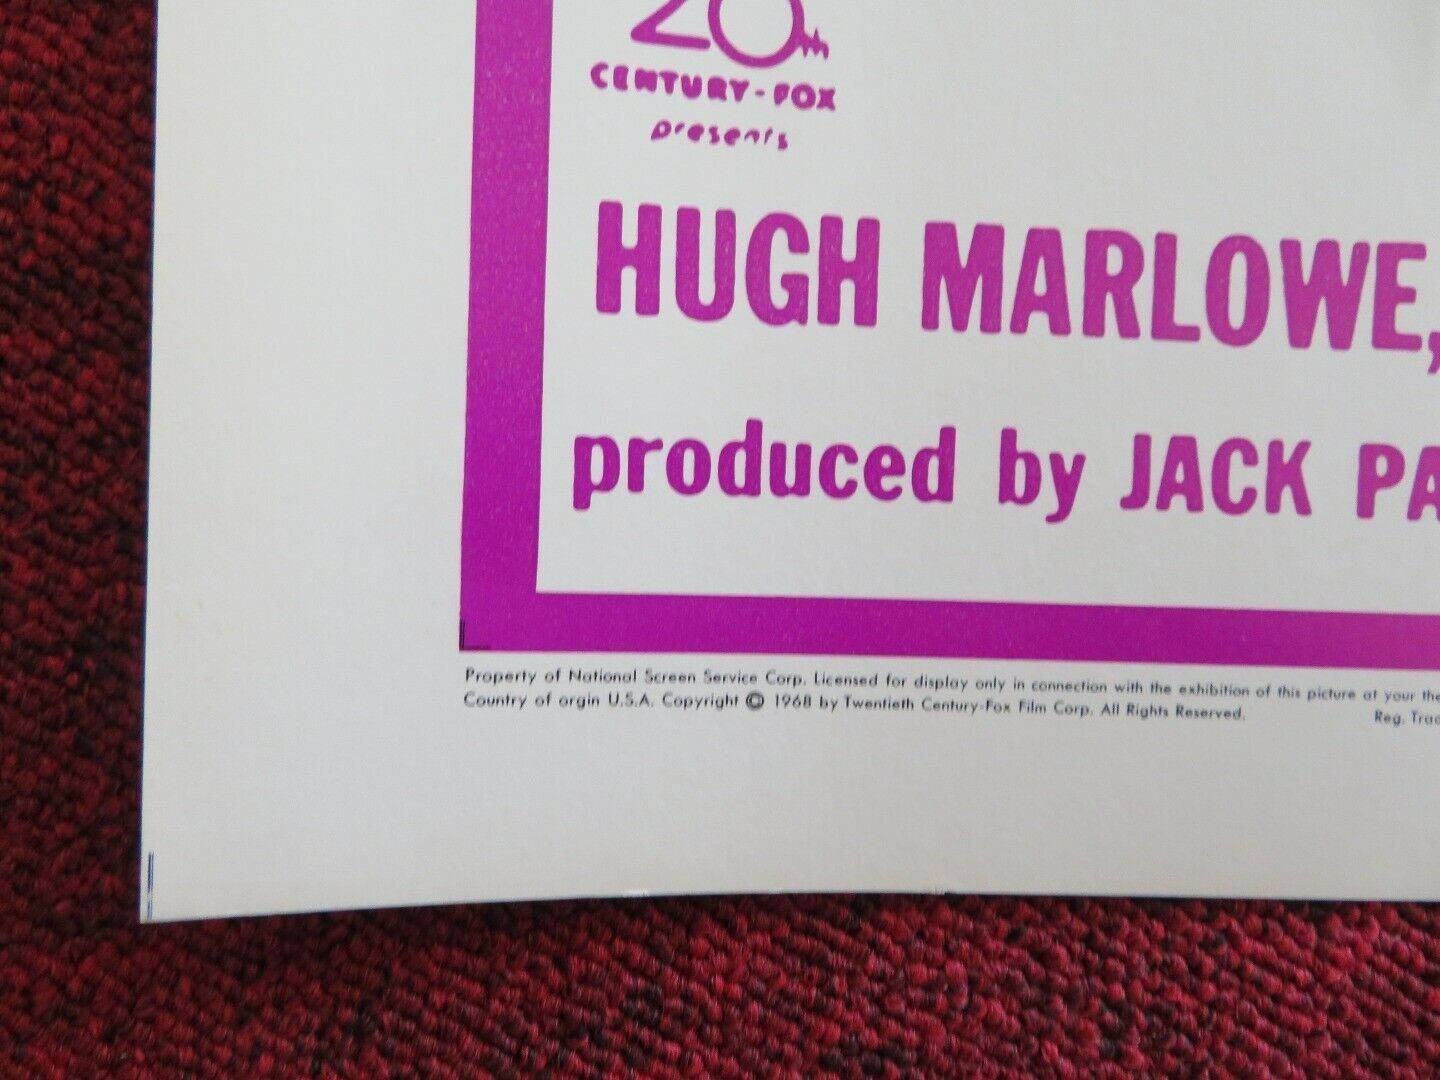 20th
CENTURY-FOX
presents
HUGH MARLOWE,
produced by JACK PA
Property of National Screen Service Corp. Licensed for display only in connection with the exhibition of this picture at your the
Country of orgin U.S.A. Copyright © 1968 by Twentieth Century-Fox Film Corp. All Rights Reserved. Reg. Trad